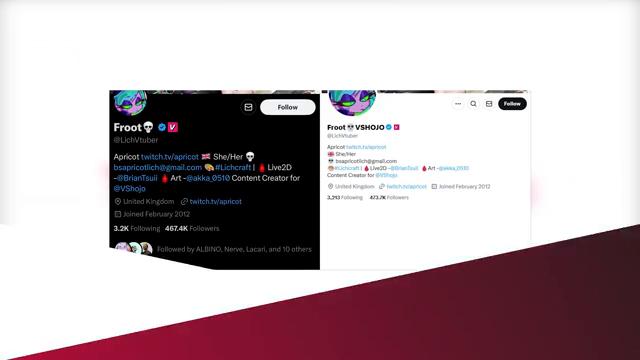 Follow
Froot💀
@LichVtuber
Apricot twitch.tv/apricot 🇬🇧 She/Her 💀
bsapricotlich@gmail.com 🎨#Lichcraft | 🩸 Live2D
-@BrianTsuii 🩸 Art -@akka_0510 Content Creator for
@VShojo
United Kingdom twitch.tv/apricot
Joined February 2012
3.2K Following 467.4K Followers
Followed by ALBINO, Nerve, Lacari, and 10 others
Follow
Froot💀VSHOJO
@LichVtuber
Apricot twitch.tv/apricot
🇬🇧 She/Her
💀 bsapricotlich@gmail.com
🎨#Lichcraft | 🩸 Live2D -@BrianTsuii 🩸 Art -@akka_0510
Content Creator for @VShojo
United Kingdom twitch.tv/apricot Joined February 2012
3,213 Following 473.7K Followers